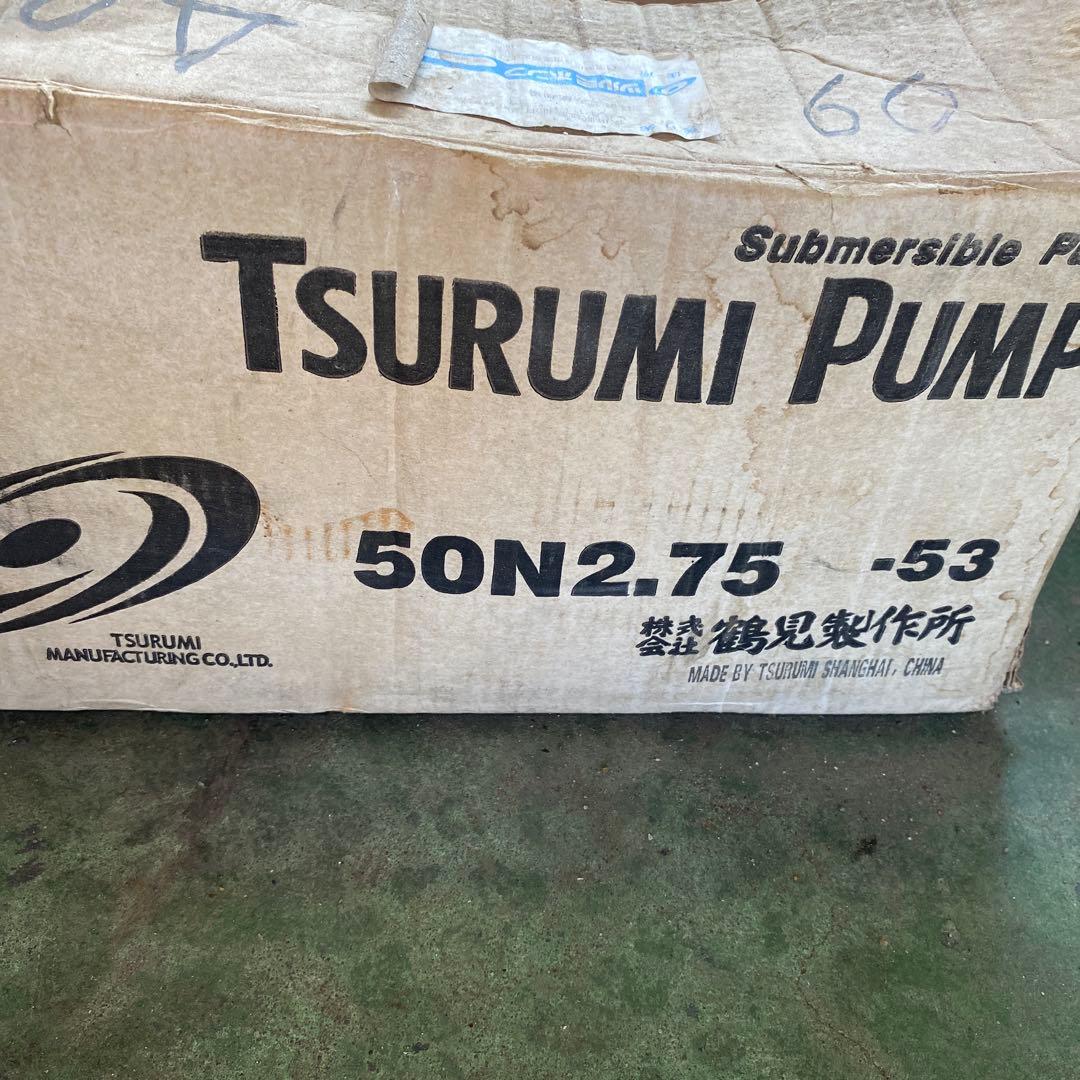 60
Submersible
TSURUMI PUMP
50N2.75 -53
TSURUMI
MANUFACTURING CO.,LTD.
株式会社 鶴見製作所
MADE BY TSURUMI SHANGHAI, CHINA